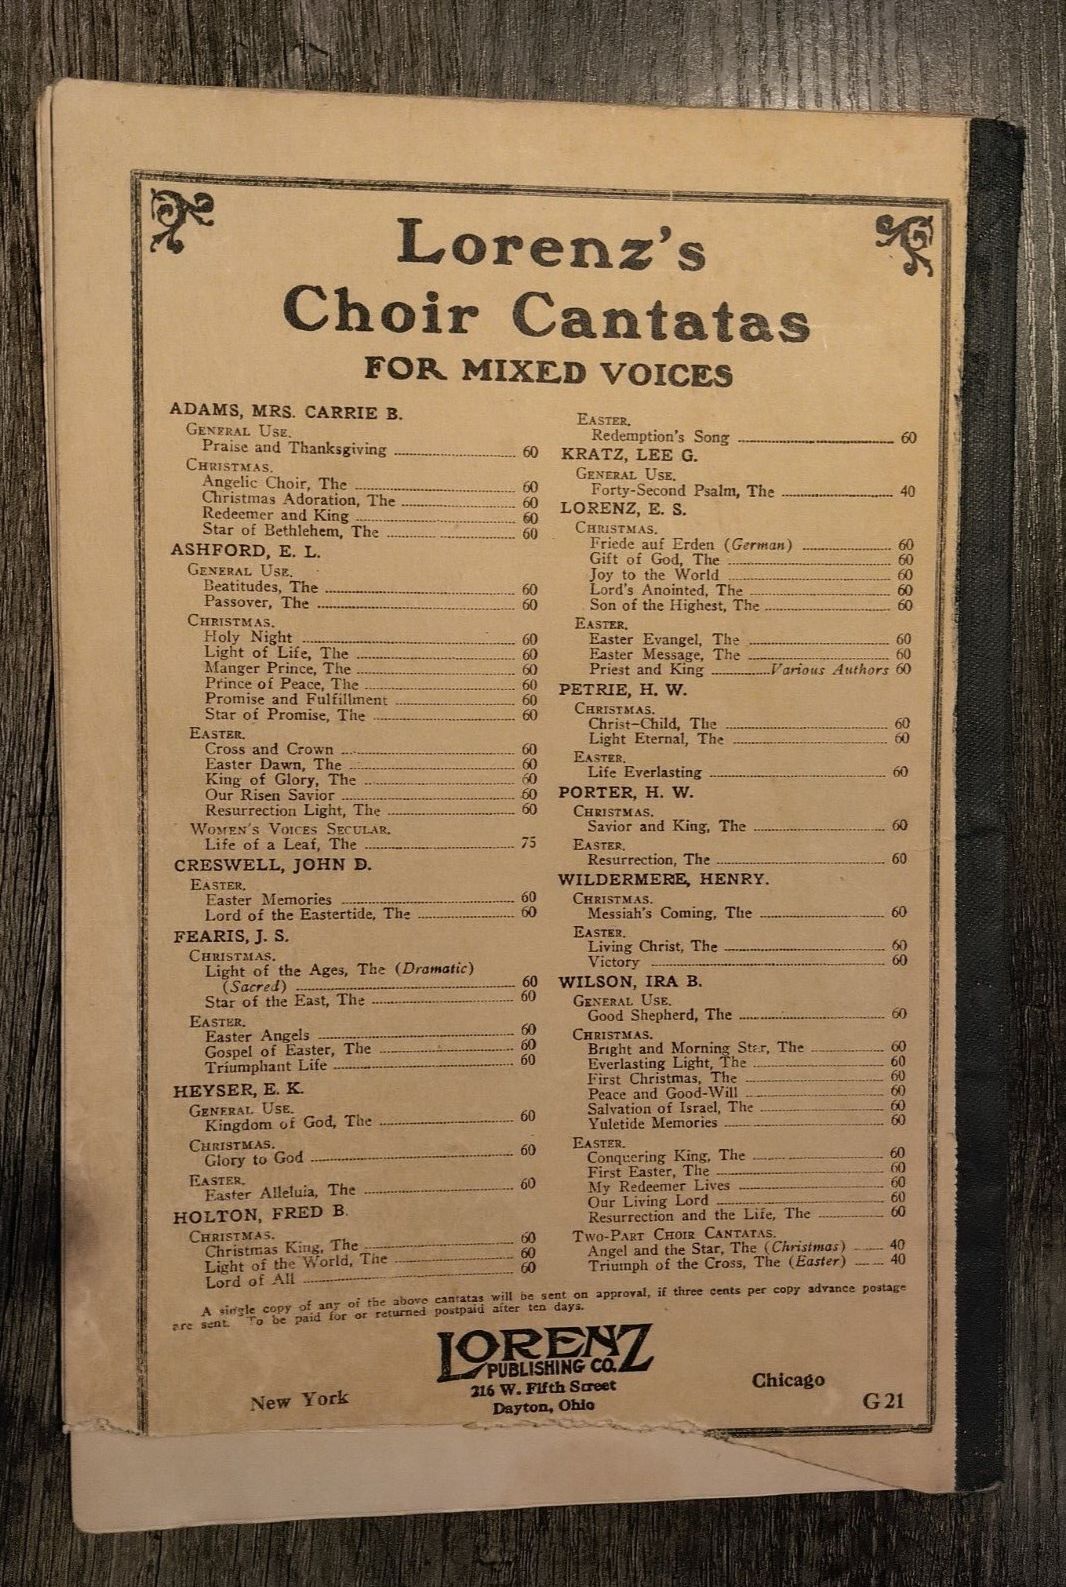 Lorenz's
Choir Cantatas
FOR MIXED VOICES
ADAMS, MRS. CARRIE B.
GENERAL USE.
Praise and Thanksgiving 60
CHRISTMAS.
Angelic Choir, The 60
Christmas Adoration, The 60
Redeemer and King 60
Star of Bethlehem, The 60
ASHFORD, E. L.
GENERAL USE.
Beatitudes, The 60
Passover, The 60
CHRISTMAS.
Holy Night 60
Light of Life, The 60
Manger Prince, The 60
Prince of Peace, The 60
Promise and Fulfillment 60
Star of Promise, The 60
EASTER.
Cross and Crown 60
Easter Dawn, The 60
King of Glory, The 60
Our Risen Savior 60
Resurrection Light, The 60
WOMEN'S VOICES SECULAR.
Life of a Leaf, The 75
CRESWELL, JOHN D.
EASTER.
Easter Memories 60
Lord of the Eastertide, The 60
FEARIS, J. S.
CHRISTMAS.
Light of the Ages, The (Dramatic)
(Sacred) 60
Star of the East, The 60
EASTER.
Easter Angels 60
Gospel of Easter, The 60
Triumphant Life 60
HEYSER, E. K.
GENERAL USE.
Kingdom of God, The 60
CHRISTMAS.
Glory to God 60
EASTER.
Easter Alleluia, The 60
HOLTON, FRED B.
CHRISTMAS.
Christmas King, The 60
Light of the World, The 60
Lord of All 60
EASTER.
Redemption's Song 60
KRATZ, LEE G.
GENERAL USE.
Forty-Second Psalm, The 40
LORENZ, E. S.
CHRISTMAS.
Friede auf Erden (German) 60
Gift of God, The 60
Joy to the World 60
Lord's Anointed, The 60
Son of the Highest, The 60
EASTER.
Easter Evangel, The 60
Easter Message, The 60
Priest and King Various Authors 60
PETRIE, H. W.
CHRISTMAS.
Christ-Child, The 60
Light Eternal, The 60
EASTER.
Life Everlasting 60
PORTER, H. W.
CHRISTMAS.
Savior and King, The 60
EASTER.
Resurrection, The 60
WILDERMERE, HENRY.
CHRISTMAS.
Messiah's Coming, The 60
EASTER.
Living Christ, The 60
Victory 60
WILSON, IRA B.
GENERAL USE.
Good Shepherd, The 60
CHRISTMAS.
Bright and Morning Star, The 60
Everlasting Light, The 60
First Christmas, The 60
Peace and Good-Will 60
Salvation of Israel, The 60
Yuletide Memories 60
EASTER.
Conquering King, The 60
First Easter, The 60
My Redeemer Lives 60
Our Living Lord 60
Resurrection and the Life, The 60
TWO-PART CHOIR CANTATAS.
Angel and the Star, The (Christmas) 40
Triumph of the Cross, The (Easter) 40
A single copy of any of the above cantatas will be sent on approval, if three cents per copy advance postage
are sent. To be paid for or returned postpaid after ten days.
LORENZ
PUBLISHING CO.
216 W. Fifth Street
Dayton, Ohio
New York
Chicago
G 21